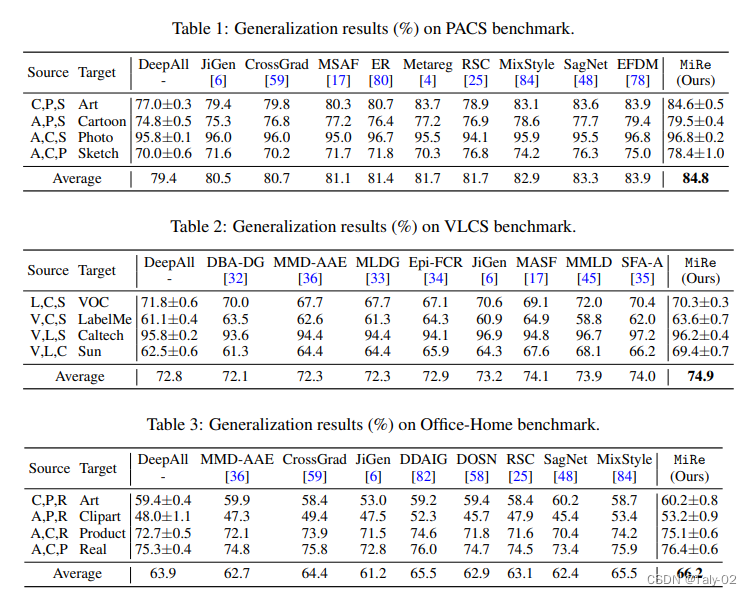 Table 1: Generalization results (%) on PACS benchmark.
Source Target DeepAll - JiGen [6] CrossGrad [59] MSAF [17] ER [80] Metareg [4] RSC [25] MixStyle [84] SagNet [48] EFDM [78] MiRe (Ours)
C,P,S Art 77.0±0.3 79.4 79.8 80.3 80.7 83.7 78.9 83.1 83.6 83.9 84.6±0.5
A,P,S Cartoon 74.8±0.5 75.3 76.8 77.2 76.4 77.2 76.9 78.6 77.7 79.4 79.5±0.4
A,C,S Photo 95.8±0.1 96.0 96.0 95.0 96.7 95.5 94.1 95.9 95.5 96.8 96.8±0.2
A,C,P Sketch 70.0±0.6 71.6 70.2 71.7 71.8 70.3 76.8 74.2 76.3 75.0 78.4±1.0
Average 79.4 80.5 80.7 81.1 81.4 81.7 81.7 82.9 83.3 83.9 84.8
Table 2: Generalization results (%) on VLCS benchmark.
Source Target DeepAll - DBA-DG [32] MMD-AAE [36] MLDG [33] Epi-FCR [34] JiGen [6] MASF [17] MMLD [45] SFA-A [35] MiRe (Ours)
L,C,S VOC 71.8±0.6 70.0 67.7 67.7 67.1 70.6 69.1 72.0 70.4 70.3±0.3
V,C,S LabelMe 61.1±0.4 63.5 62.6 61.3 64.3 60.9 64.9 58.8 62.0 63.6±0.7
V,L,S Caltech 95.8±0.2 93.6 94.4 94.4 94.1 96.9 94.8 96.7 97.2 96.2±0.4
V,L,C Sun 62.5±0.6 61.3 64.4 64.4 65.9 64.3 67.6 68.1 66.2 69.4±0.7
Average 72.8 72.1 72.3 72.3 72.9 73.2 74.1 73.9 74.0 74.9
Table 3: Generalization results (%) on Office-Home benchmark.
Source Target DeepAll - MMD-AAE [36] CrossGrad [59] JiGen [6] DDAIG [82] DOSN [58] RSC [25] SagNet [48] MixStyle [84] MiRe (Ours)
C,P,R Art 59.4±0.4 59.9 58.4 53.0 59.2 59.4 58.4 60.2 58.7 60.2±0.8
A,P,R Clipart 48.0±1.1 47.3 49.4 47.5 52.3 45.7 47.9 45.4 53.4 53.2±0.9
A,C,R Product 72.7±0.5 72.1 73.9 71.5 74.6 71.8 71.6 70.4 74.2 75.1±0.6
A,C,P Real 75.3±0.4 74.8 75.8 72.8 76.0 74.7 74.5 73.4 75.9 76.4±0.6
Average 63.9 62.7 64.4 61.2 65.5 62.9 63.1 62.4 65.5 66.2
CSDN @Taly-02